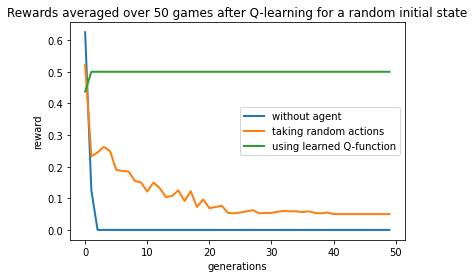 Rewards averaged over 50 games after Q-learning for a random initial state
0.6
0.5
0.4
0.3
0.2
0.1
0.0
reward
without agent
taking random actions
using learned Q-function
0 10 20 30 40 50
generations